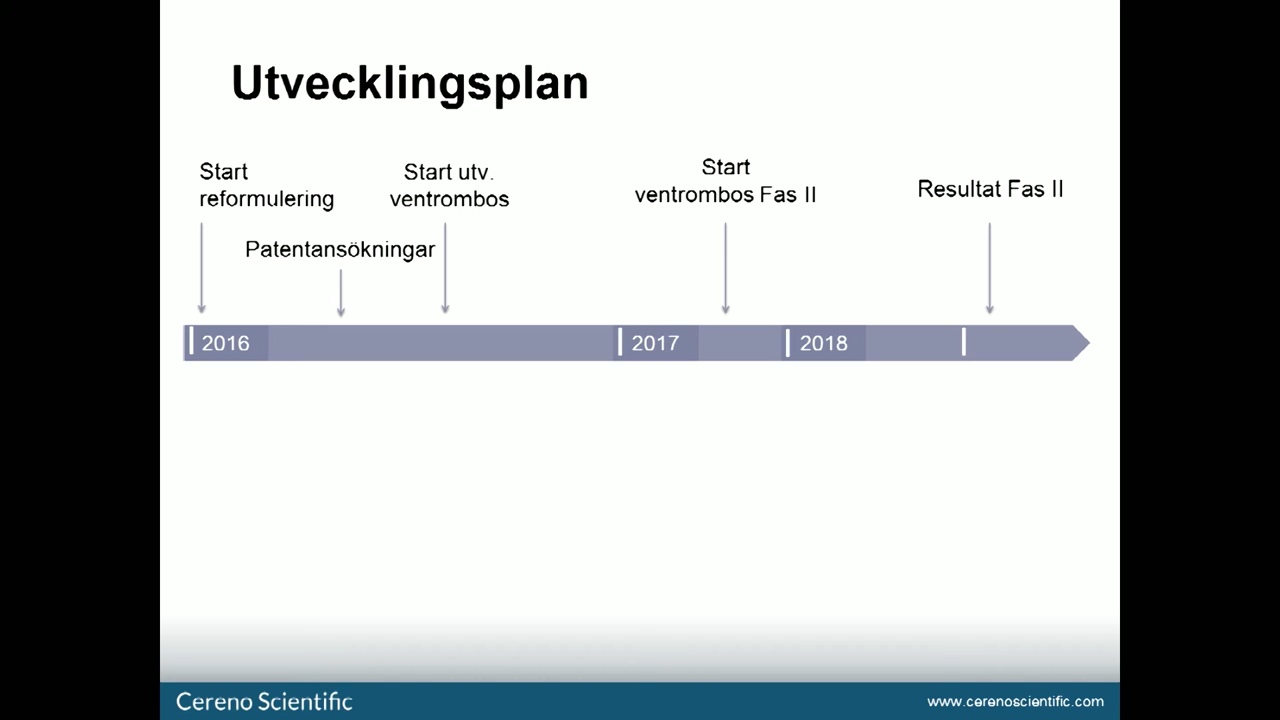 Utvecklingsplan
Start
reformulering
Start utv.
ventrombos
Start
ventrombos Fas II
Resultat Fas II
Patentansökningar
2016
2017
2018
Cereno Scientific
www.cerenoscientific.com